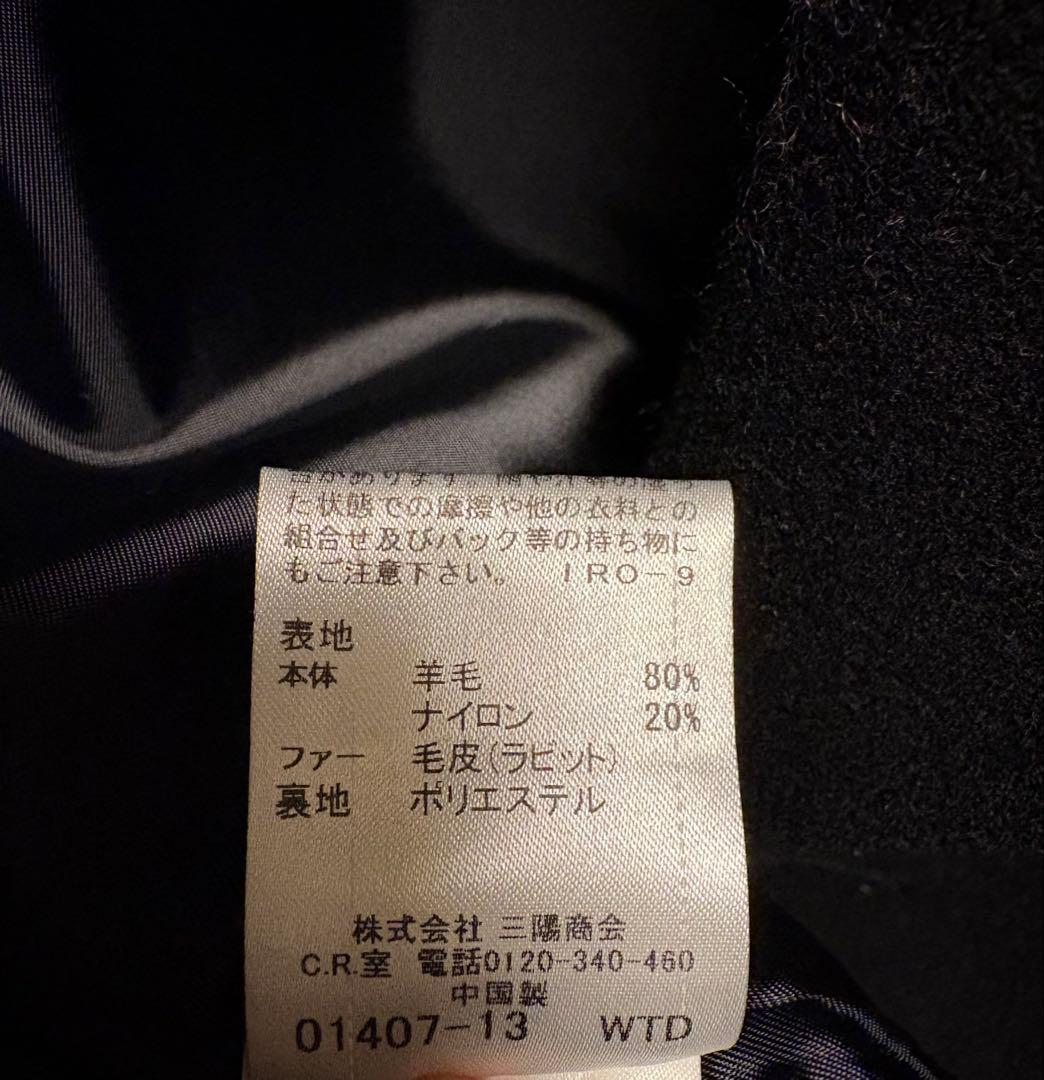 た状態での摩擦や他の衣料との
組合せ及びバック等の持ち物に
もご注意下さい。 IRO-9
表地
本体 羊毛 80%
ナイロン 20%
ファー 毛皮(ラビット)
裏地 ポリエステル
株式会社 三陽商会
C.R.室 電話0120-340-460
中国製
01407-13 WTD